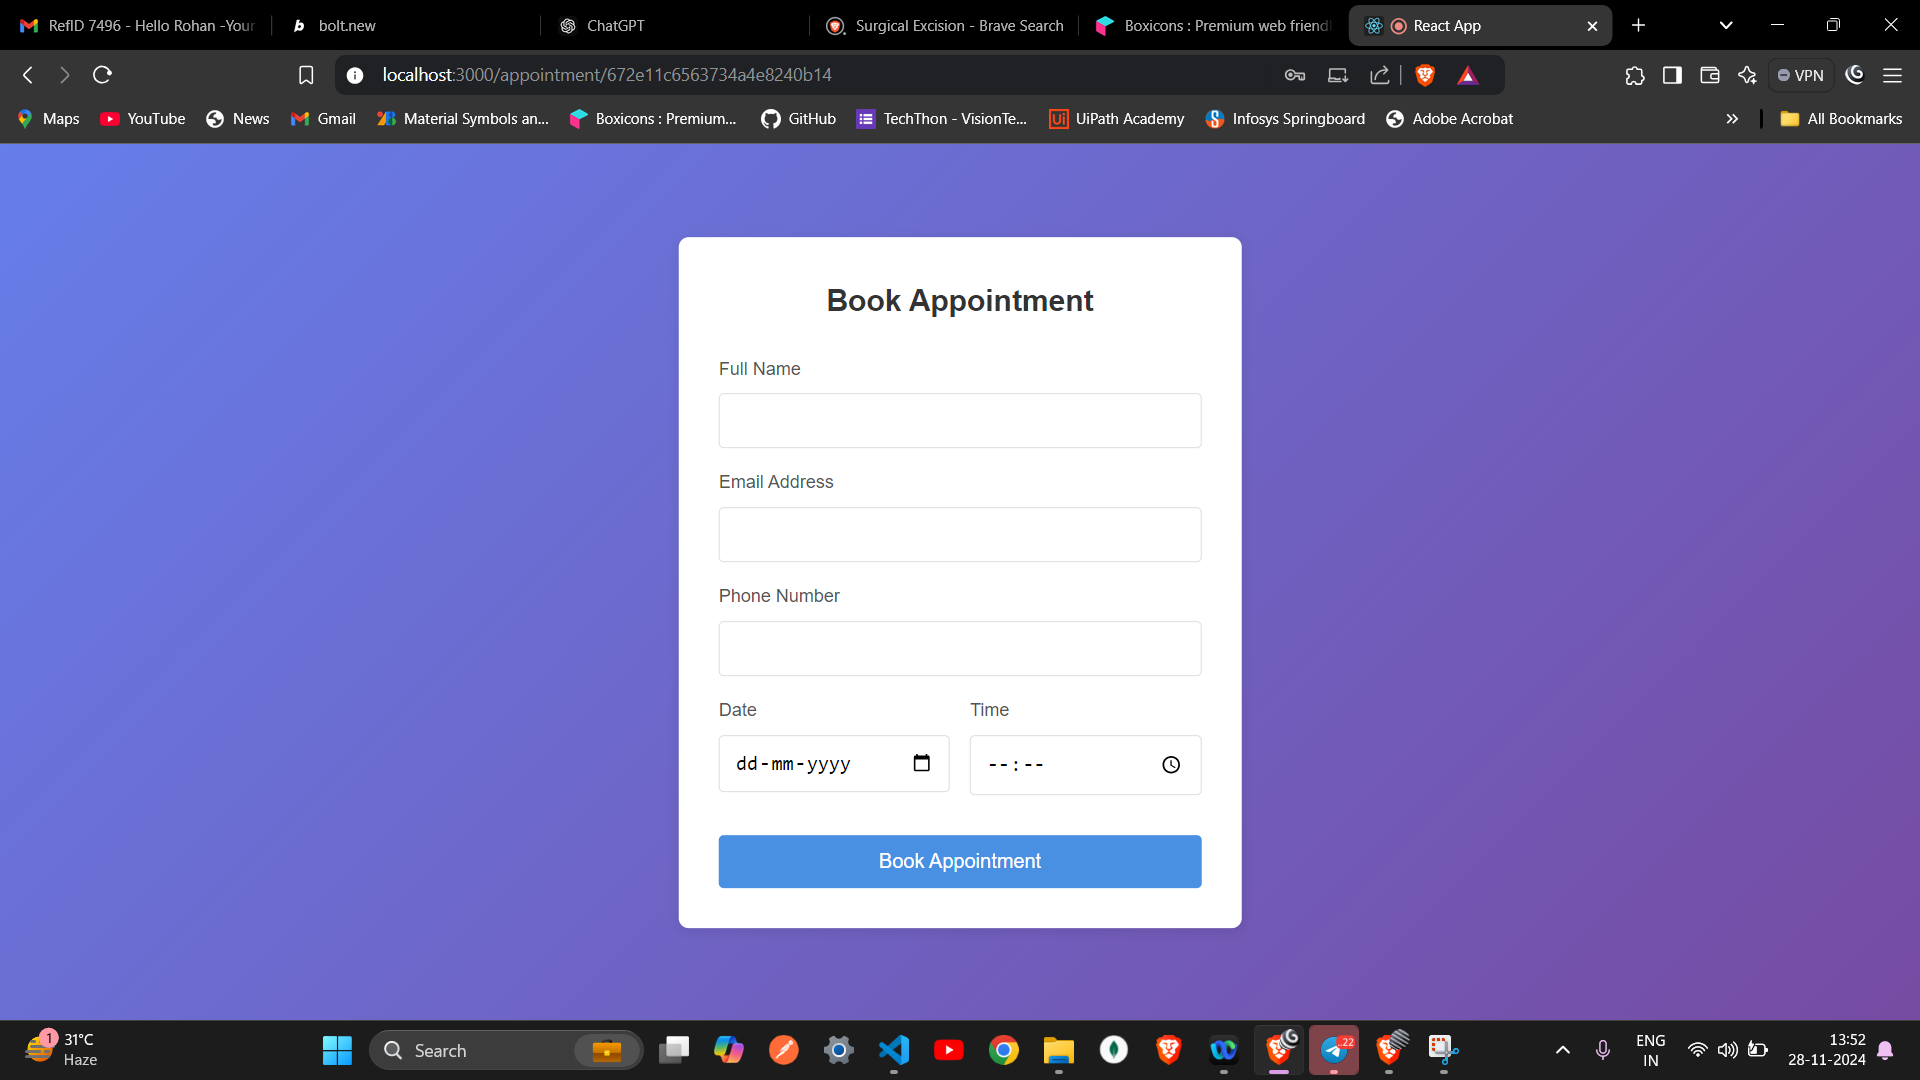 RefID 7496 - Hello Rohan -Your
bolt.new
ChatGPT
Surgical Excision - Brave Search
Boxicons : Premium web friendl
React App
localhost:3000/appointment/672e11c6563734a4e8240b14
VPN
Maps
YouTube
News
Gmail
Material Symbols an...
Boxicons : Premium...
GitHub
TechThon - VisionTe...
UiPath Academy
Infosys Springboard
Adobe Acrobat
All Bookmarks
Book Appointment
Full Name
Email Address
Phone Number
Date
Time
dd-mm-yyyy
--:--
Book Appointment
1
31°C
Haze
Search
..22
ENG
IN
13:52
28-11-2024